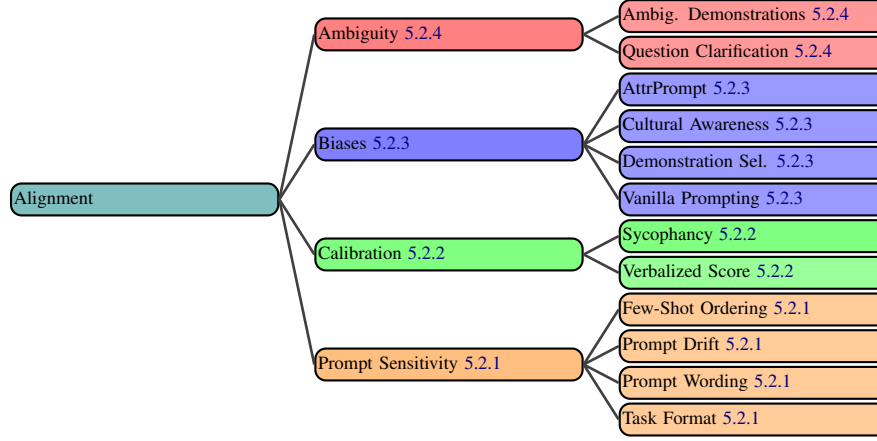 Alignment
Ambiguity 5.2.4
Ambig. Demonstrations 5.2.4
Question Clarification 5.2.4
Biases 5.2.3
AttrPrompt 5.2.3
Cultural Awareness 5.2.3
Demonstration Sel. 5.2.3
Vanilla Prompting 5.2.3
Calibration 5.2.2
Sycophancy 5.2.2
Verbalized Score 5.2.2
Prompt Sensitivity 5.2.1
Few-Shot Ordering 5.2.1
Prompt Drift 5.2.1
Prompt Wording 5.2.1
Task Format 5.2.1